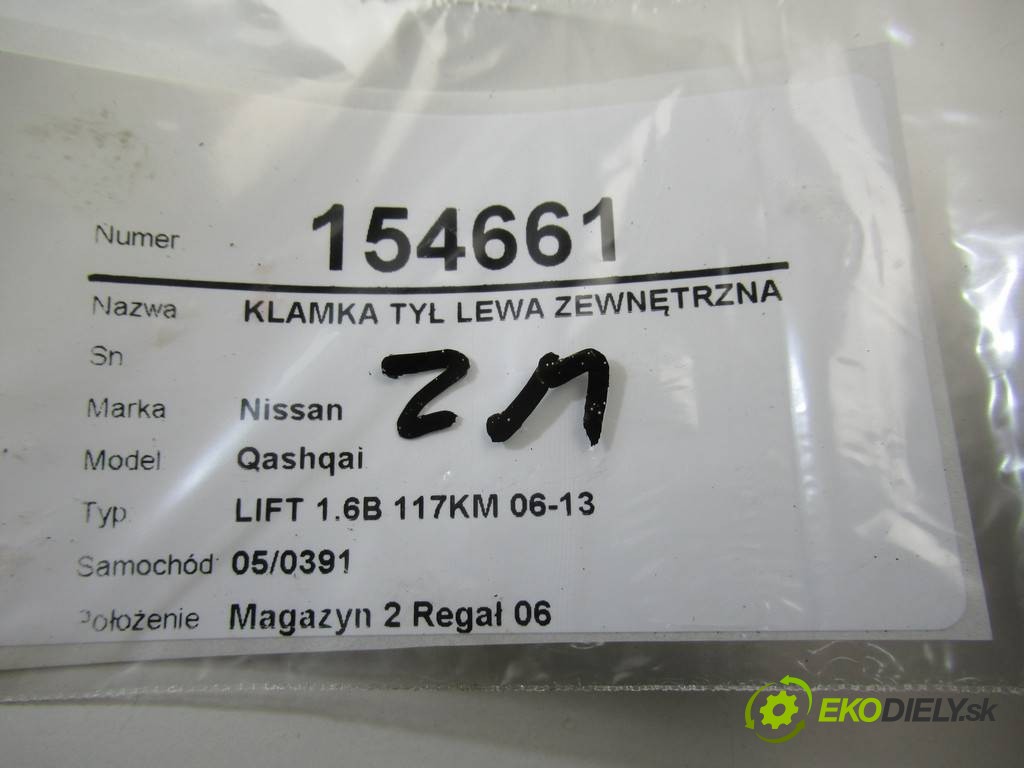 Numer 154661
Nazwa KLAMKA TYŁ LEWA ZEWNĘTRZNA
Sn
Marka Nissan
Model Qashqai
Typ LIFT 1.6B 117KM 06-13
Samochód 05/0391
Położenie Magazyn 2 Regał 06
EKODIELY.sk